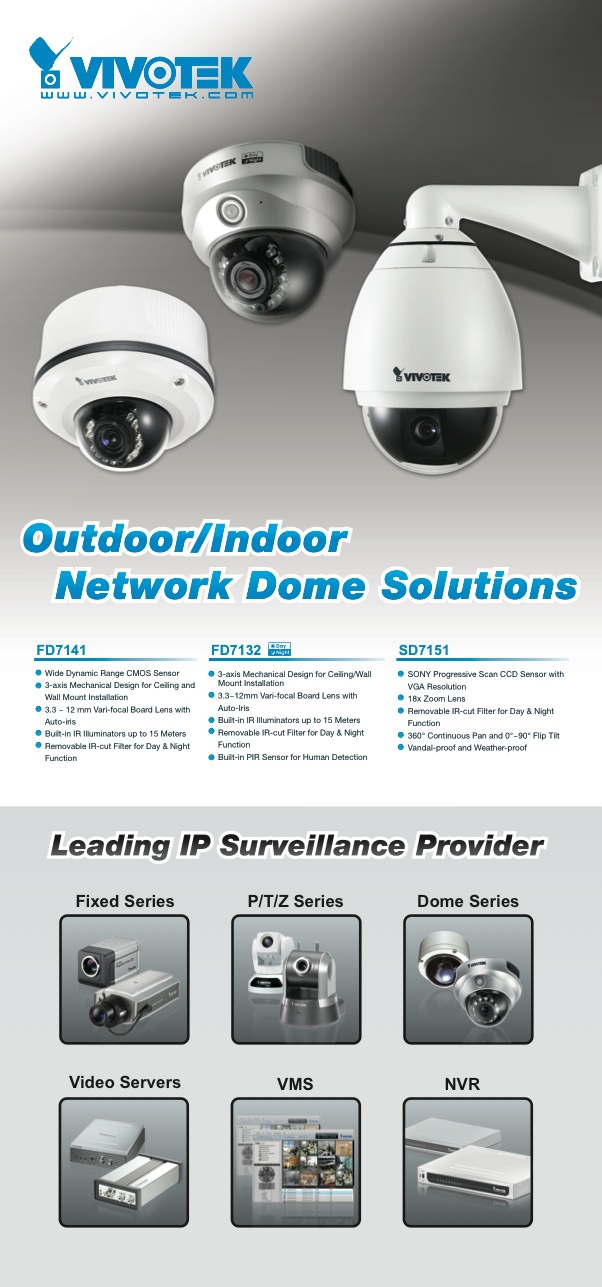 VIVOTEK
WWW.VIVOTEK.COM
VIVOTEK Day Night
VIVOTEK
VIVOTEK
Outdoor/Indoor
Network Dome Solutions
FD7141
Wide Dynamic Range CMOS Sensor
3-axis Mechanical Design for Ceiling and
Wall Mount Installation
3.3 ~ 12 mm Vari-focal Board Lens with
Auto-iris
Built-in IR Illuminators up to 15 Meters
Removable IR-cut Filter for Day & Night
Function
FD7132 Day Night
3-axis Mechanical Design for Ceiling/Wall
Mount Installation
3.3~12mm Vari-focal Board Lens with
Auto-Iris
Built-in IR Illuminators up to 15 Meters
Removable IR-cut Filter for Day & Night
Function
Built-in PIR Sensor for Human Detection
SD7151
SONY Progressive Scan CCD Sensor with
VGA Resolution
18x Zoom Lens
Removable IR-cut Filter for Day & Night
Function
360° Continuous Pan and 0°~90° Flip Tilt
Vandal-proof and Weather-proof
Leading IP Surveillance Provider
Fixed Series
P/T/Z Series
Dome Series
Video Servers
VMS
NVR